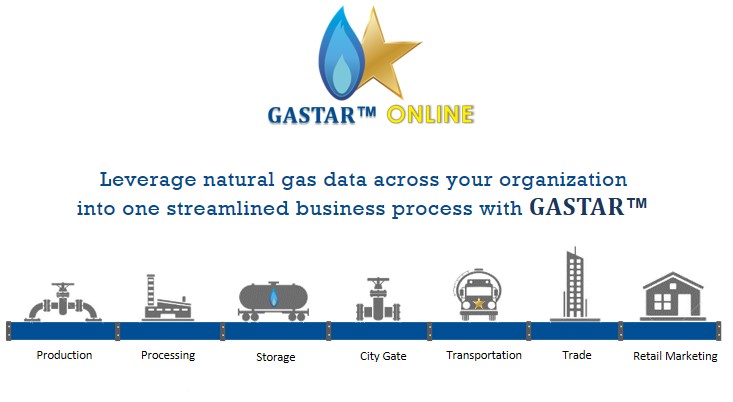 GASTAR™ ONLINE
Leverage natural gas data across your organization
into one streamlined business process with GASTAR™
Production Processing Storage City Gate Transportation Trade Retail Marketing